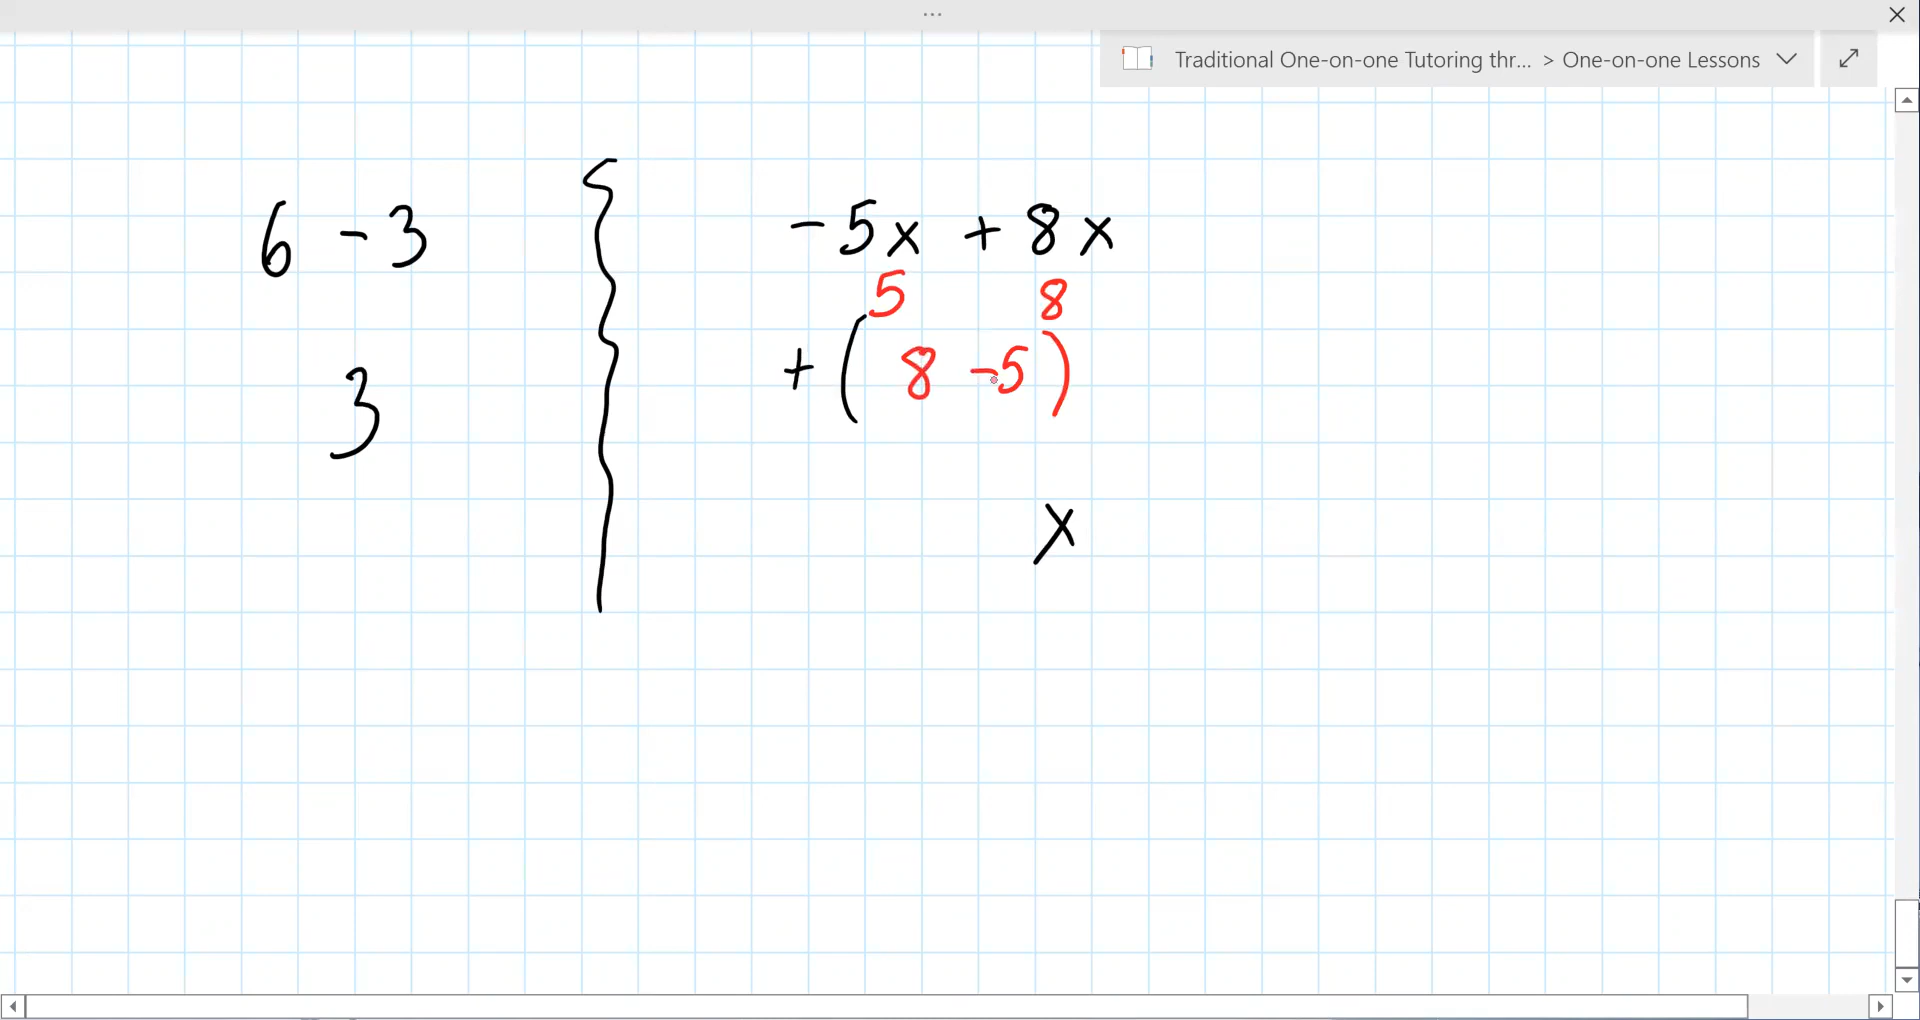 ...
Traditional One-on-one Tutoring thr... > One-on-one Lessons
6 - 3
3
- 5x + 8x
5 8
+ ( 8 - 5 )
x